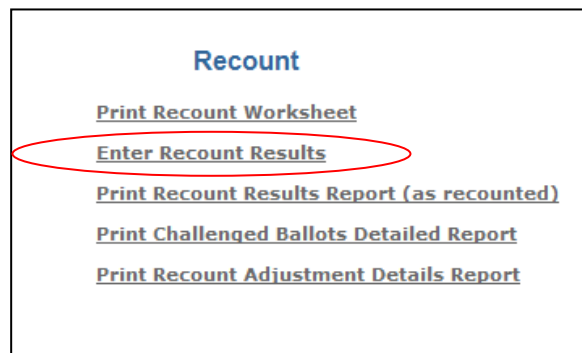 Recount
Print Recount Worksheet
Enter Recount Results
Print Recount Results Report (as recounted)
Print Challenged Ballots Detailed Report
Print Recount Adjustment Details Report